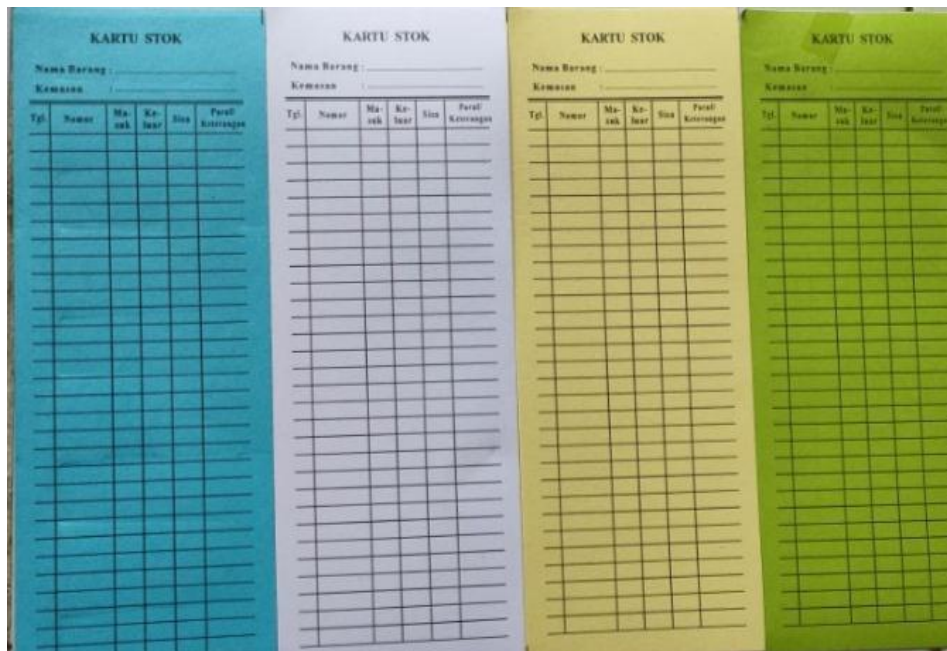 KARTU STOK
Nama Barang :
Kemasan :
Tgl. Nomor Ma-suk Ke-luar Sisa Paraf/Keterangan
KARTU STOK
Nama Barang :
Kemasan :
Tgl. Nomor Ma-suk Ke-luar Sisa Paraf/Keterangan
KARTU STOK
Nama Barang :
Kemasan :
Tgl. Nomor Ma-suk Ke-luar Sisa Paraf/Keterangan
KARTU STOK
Nama Barang :
Kemasan :
Tgl. Nomor Ma-suk Ke-luar Sisa Paraf/Keterangan